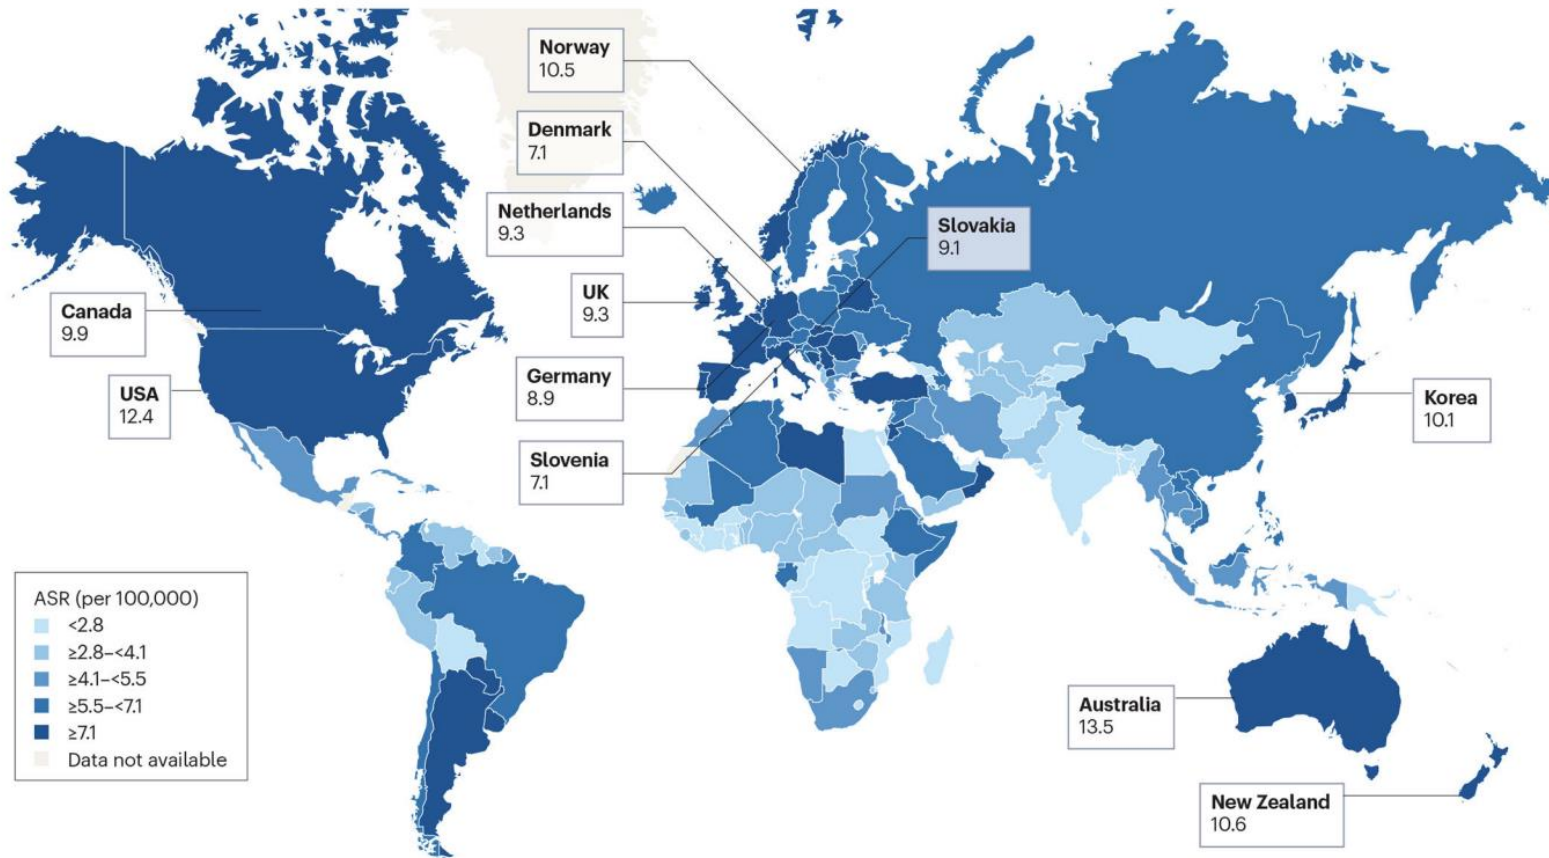 Norway
10.5
Denmark
7.1
Netherlands
9.3
Slovakia
9.1
UK
9.3
Canada
9.9
Germany
8.9
USA
12.4
Korea
10.1
Slovenia
7.1
ASR (per 100,000)
<2.8
≥2.8–<4.1
≥4.1–<5.5
≥5.5–<7.1
≥7.1
Data not available
Australia
13.5
New Zealand
10.6